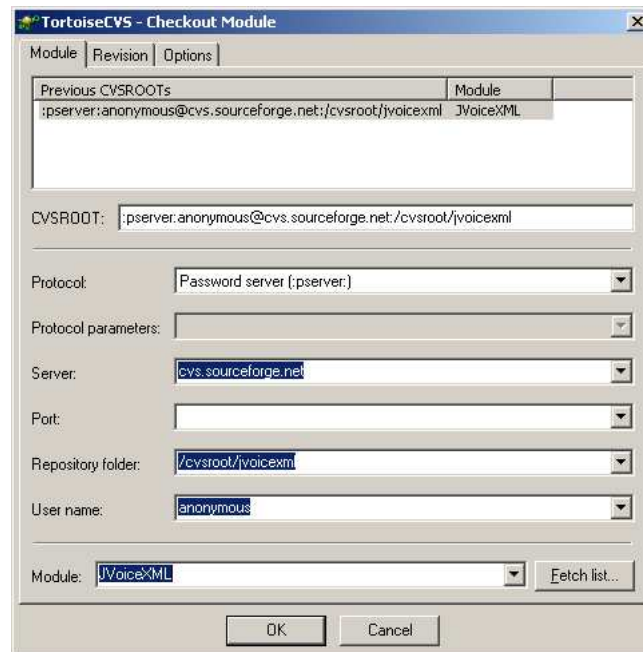 TortoiseCVS - Checkout Module
Module Revision Options
Previous CVSROOTs Module
:pserver:anonymous@cvs.sourceforge.net:/cvsroot/jvoicexml JVoiceXML
CVSROOT: :pserver:anonymous@cvs.sourceforge.net:/cvsroot/jvoicexml
Protocol: Password server (:pserver:)
Protocol parameters:
Server: cvs.sourceforge.net
Port:
Repository folder: /cvsroot/jvoicexml
User name: anonymous
Module: JVoiceXML Fetch list...
OK Cancel